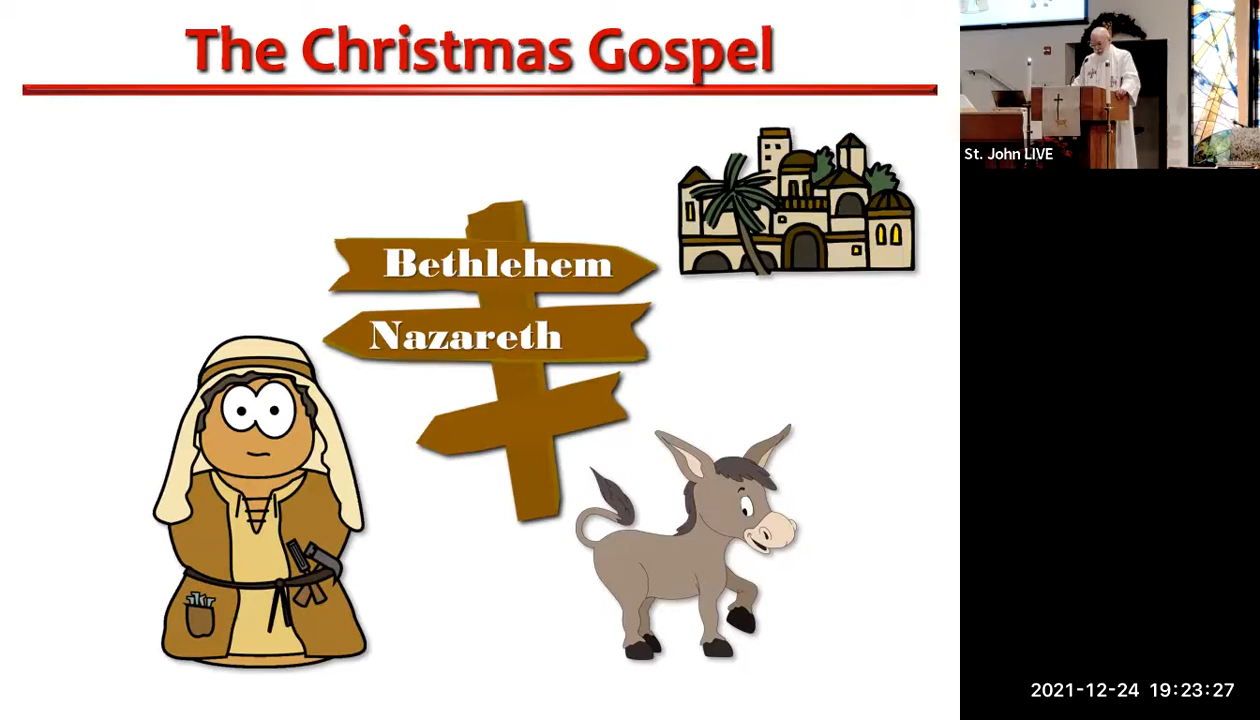 The Christmas Gospel
Bethlehem
Nazareth
St. John LIVE
2021-12-24 19:23:27